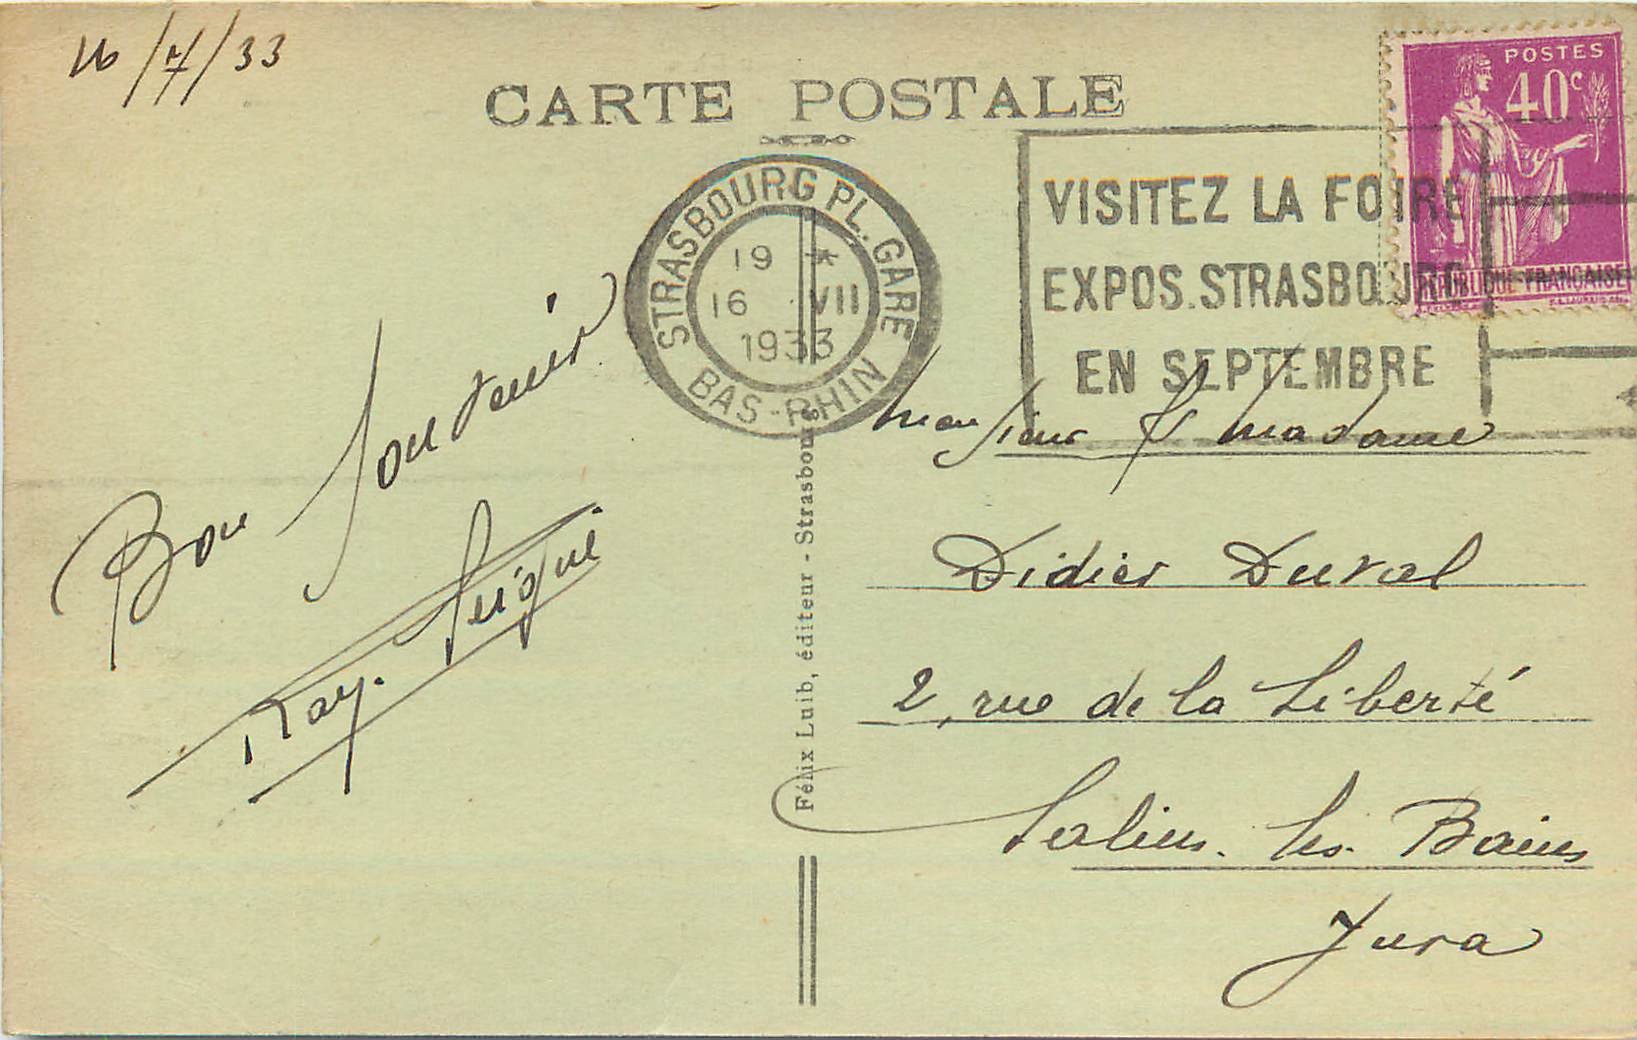 16/7/33
CARTE POSTALE
POSTES
40c
REPUBLIQUE FRANCAISE
STRASBOURG PL. GARE
19 *
16 VII
1933
BAS-RHIN
VISITEZ LA FOIRE
EXPOS. STRASBOURG
EN SEPTEMBRE
Bon Souvenir
Ray.
Félix Luib, éditeur - Strasbourg
Monsieur & Madame
Didier Duval
2, rue de la Liberté
Salins-les-Bains
Jura